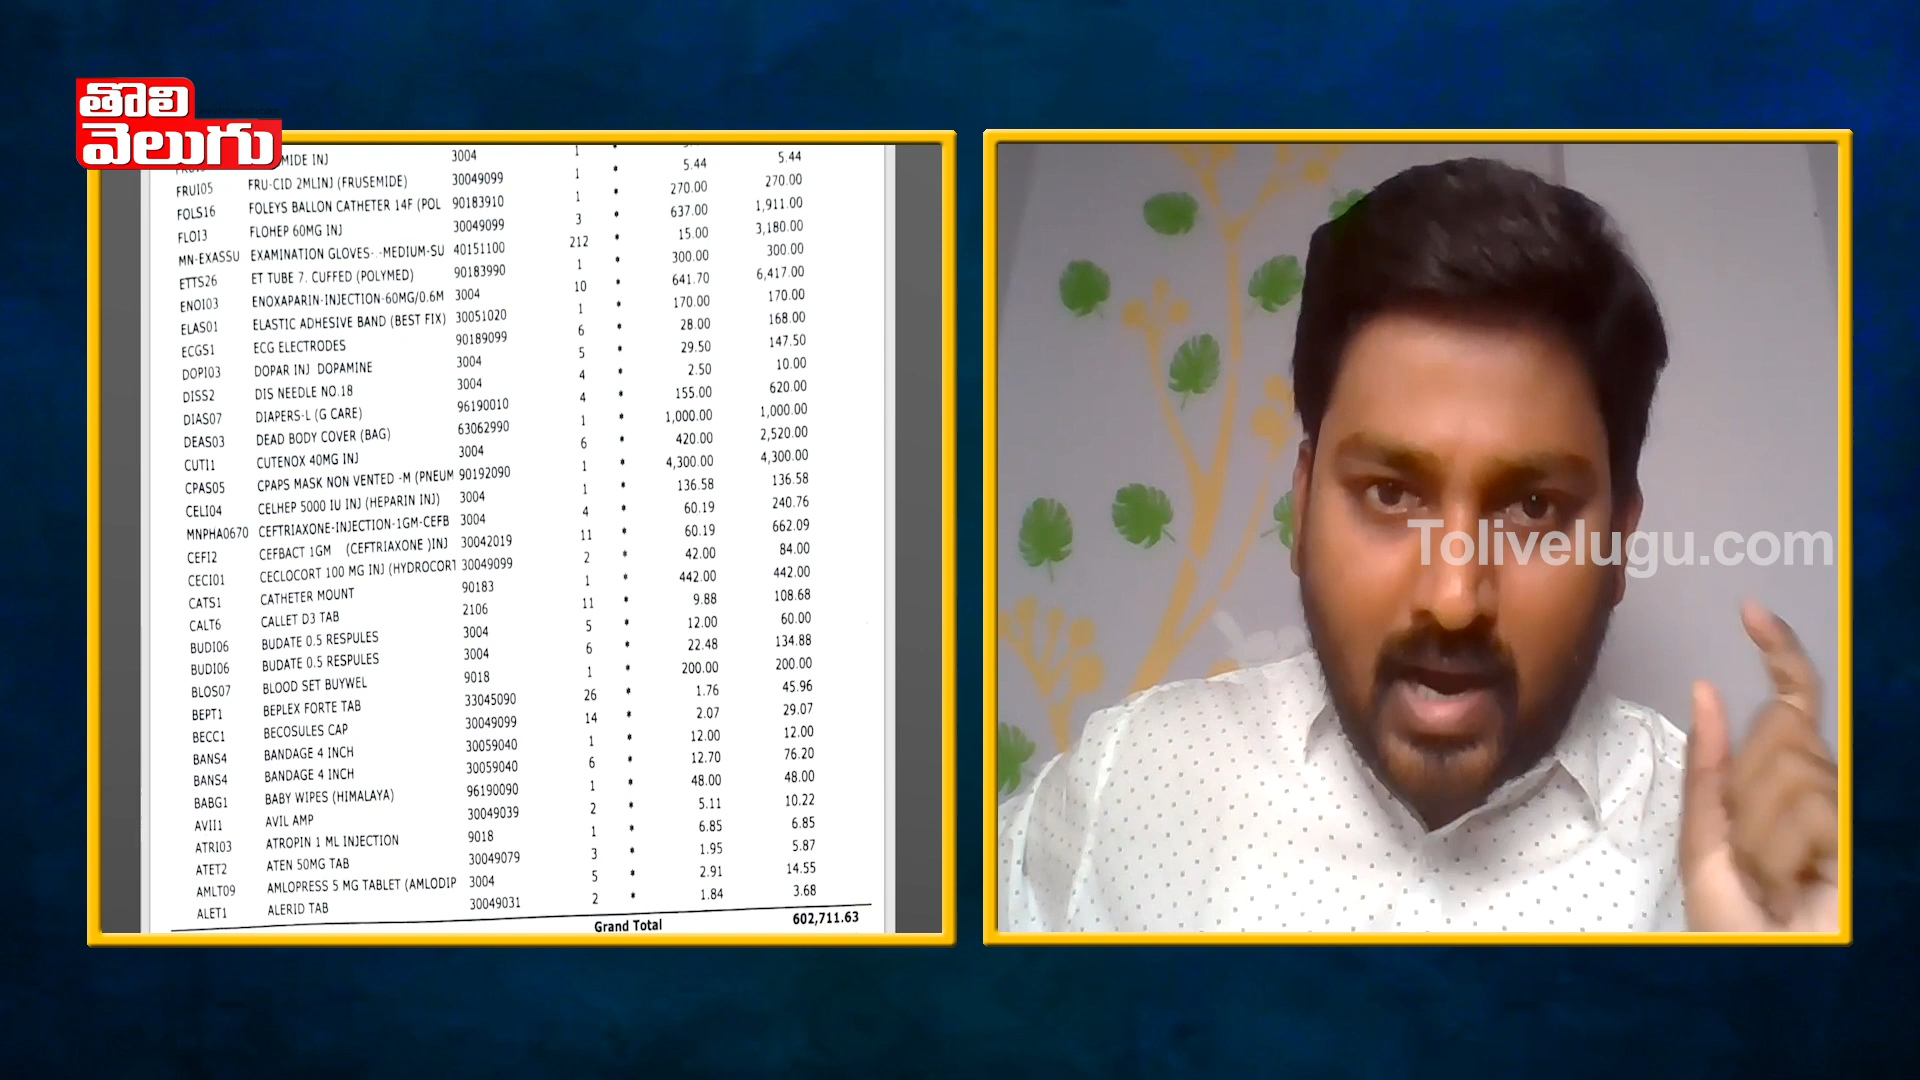 తొలి
వెలుగు
MIDE INJ 3004 1 *
FRUI05 FRU-CID 2MLINJ (FRUSEMIDE) 30049099 1 * 5.44 5.44
FOLS16 FOLEYS BALLON CATHETER 14F (POL 90183910 1 * 270.00 270.00
FLOI3 FLOHEP 60MG INJ 30049099 3 * 637.00 1,911.00
MN-EXASSU EXAMINATION GLOVES-.-MEDIUM-SU 40151100 212 * 15.00 3,180.00
ETTS26 ET TUBE 7. CUFFED (POLYMED) 90183990 1 * 300.00 300.00
ENOI03 ENOXAPARIN-INJECTION-60MG/0.6M 3004 10 * 641.70 6,417.00
ELAS01 ELASTIC ADHESIVE BAND (BEST FIX) 30051020 1 * 170.00 170.00
ECGS1 ECG ELECTRODES 90189099 6 * 28.00 168.00
DOPI03 DOPAR INJ DOPAMINE 3004 5 * 29.50 147.50
DISS2 DIS NEEDLE NO.18 3004 4 * 2.50 10.00
DIAS07 DIAPERS-L (G CARE) 96190010 4 * 155.00 620.00
DEAS03 DEAD BODY COVER (BAG) 63062990 1 * 1,000.00 1,000.00
CUTI1 CUTENOX 40MG INJ 3004 6 * 420.00 2,520.00
CPAS05 CPAPS MASK NON VENTED -M (PNEUM 90192090 1 * 4,300.00 4,300.00
CELI04 CELHEP 5000 IU INJ (HEPARIN INJ) 3004 1 * 136.58 136.58
MNPHA0670 CEFTRIAXONE-INJECTION-1GM-CEFB 3004 4 * 60.19 240.76
CEFI2 CEFBACT 1GM (CEFTRIAXONE )INJ 30042019 11 * 60.19 662.09
CECI01 CECLOCORT 100 MG INJ (HYDROCORT 30049099 2 * 42.00 84.00
CATS1 CATHETER MOUNT 90183 1 * 442.00 442.00
CALT6 CALLET D3 TAB 2106 11 * 9.88 108.68
BUDI06 BUDATE 0.5 RESPULES 3004 5 * 12.00 60.00
BUDI06 BUDATE 0.5 RESPULES 3004 6 * 22.48 134.88
BLOS07 BLOOD SET BUYWEL 9018 1 * 200.00 200.00
BEPT1 BEPLEX FORTE TAB 33045090 26 * 1.76 45.96
BECC1 BECOSULES CAP 30049099 14 * 2.07 29.07
BANS4 BANDAGE 4 INCH 30059040 1 * 12.00 12.00
BANS4 BANDAGE 4 INCH 30059040 6 * 12.70 76.20
BABG1 BABY WIPES (HIMALAYA) 96190090 1 * 48.00 48.00
AVII1 AVIL AMP 30049039 2 * 5.11 10.22
ATRI03 ATROPIN 1 ML INJECTION 9018 1 * 6.85 6.85
ATET2 ATEN 50MG TAB 30049079 3 * 1.95 5.87
AMLT09 AMLOPRESS 5 MG TABLET (AMLODIP 3004 5 * 2.91 14.55
ALET1 ALERID TAB 30049031 2 * 1.84 3.68
Grand Total 602,711.63
Tolivelugu.com